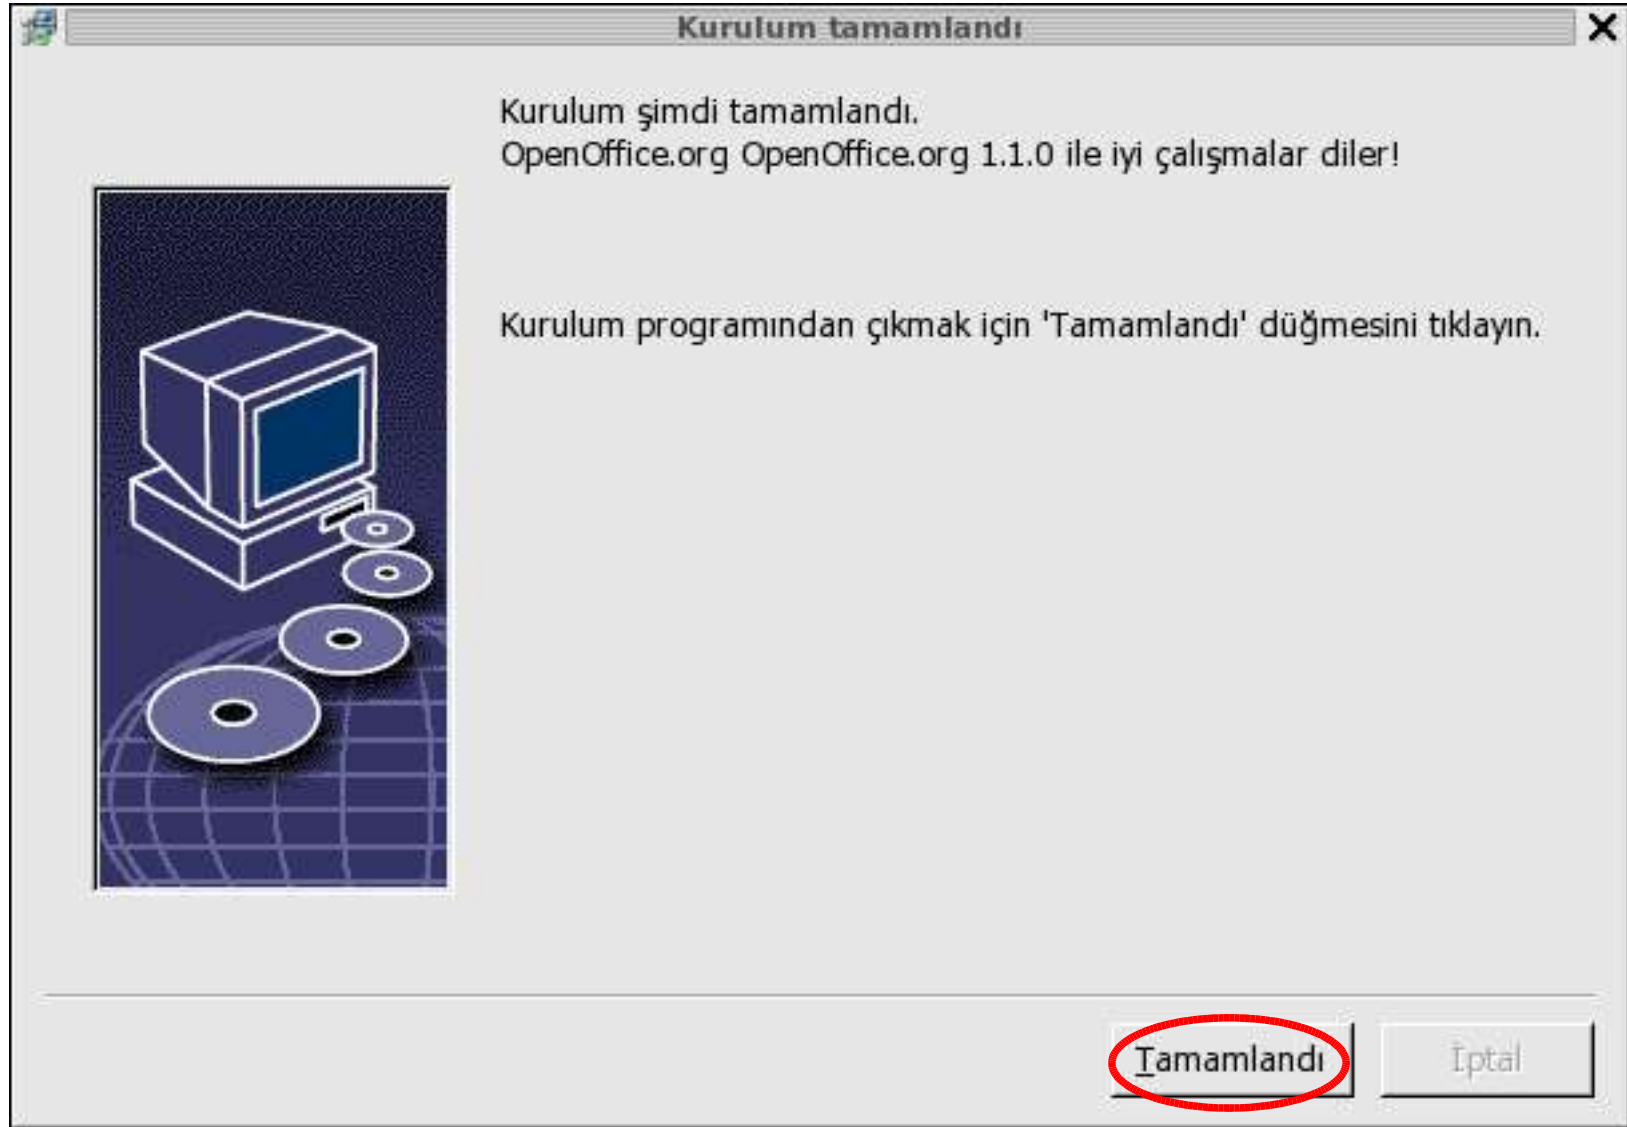 Kurulum tamamlandı
Kurulum şimdi tamamlandı.
OpenOffice.org OpenOffice.org 1.1.0 ile iyi çalışmalar diler!
Kurulum programından çıkmak için 'Tamamlandı' düğmesini tıklayın.
Tamamlandı
İptal